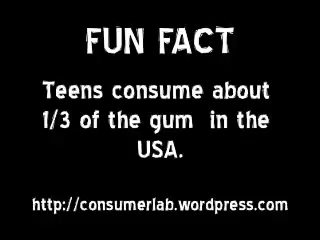 FUN FACT
Teens consume about
1/3 of the gum in the
USA.
http://consumerlab.wordpress.com